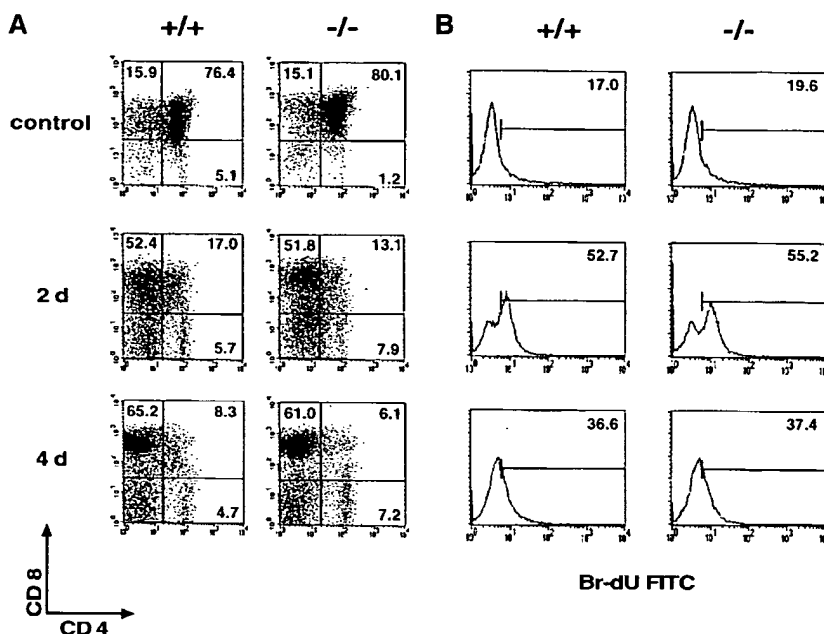 A
B
+/+
-/-
+/+
-/-
control
15.9 76.4
5.1
15.1 80.1
1.2
17.0
19.6
2 d
52.4 17.0
5.7
51.8 13.1
7.9
52.7
55.2
4 d
65.2 8.3
4.7
61.0 6.1
7.2
36.6
37.4
CD 8
CD 4
Br-dU FITC